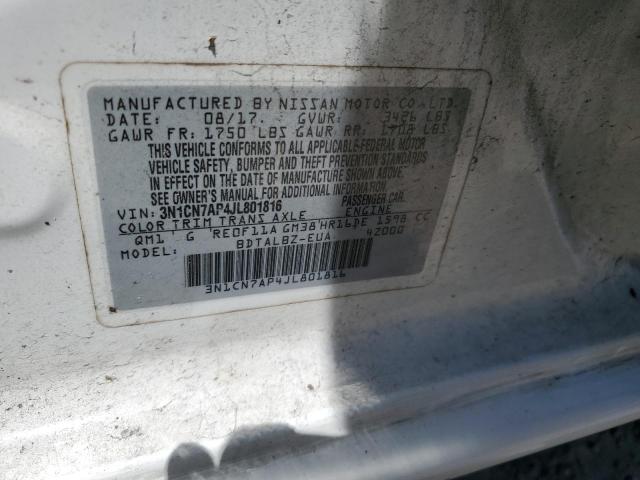 MANUFACTURED BY NISSAN MOTOR CO.,LTD.
DATE: 08/17. GVWR: 3426 LBS
GAWR FR: 1750 LBS GAWR RR: 1708 LBS
THIS VEHICLE CONFORMS TO ALL APPLICABLE FEDERAL MOTOR
VEHICLE SAFETY, BUMPER AND THEFT PREVENTION STANDARDS
IN EFFECT ON THE DATE OF MANUFACTURE SHOWN ABOVE.
SEE OWNER'S MANUAL FOR ADDITIONAL INFORMATION.
VIN: 3N1CN7AP4JL801816 PASSENGER CAR
COLOR TRIM TRANS AXLE ENGINE
QM1 G RE0F11A GM38 HR16DE 1598 CC
MODEL: BDTALBZ-EUA 42000
3N1CN7AP4JL801816